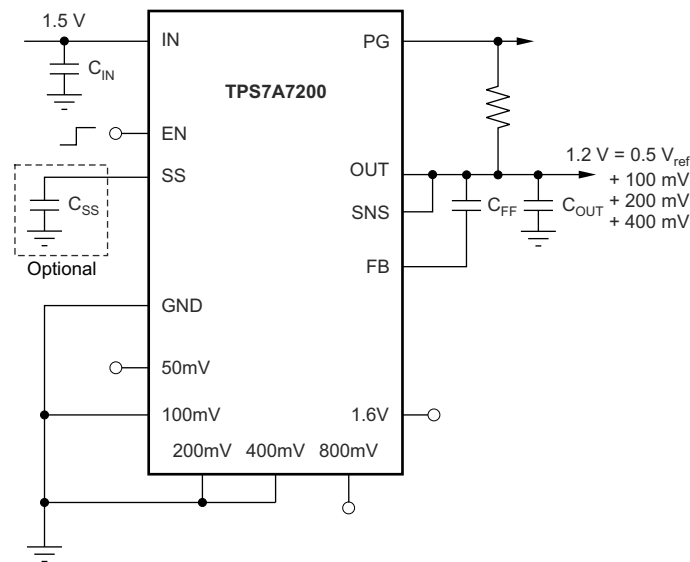 1.5 V
IN
PG
C_IN
TPS7A7200
EN
SS
OUT
1.2 V = 0.5 V_ref
+ 100 mV
+ 200 mV
+ 400 mV
C_SS
SNS
C_FF
C_OUT
Optional
FB
GND
50mV
100mV
1.6V
200mV 400mV 800mV